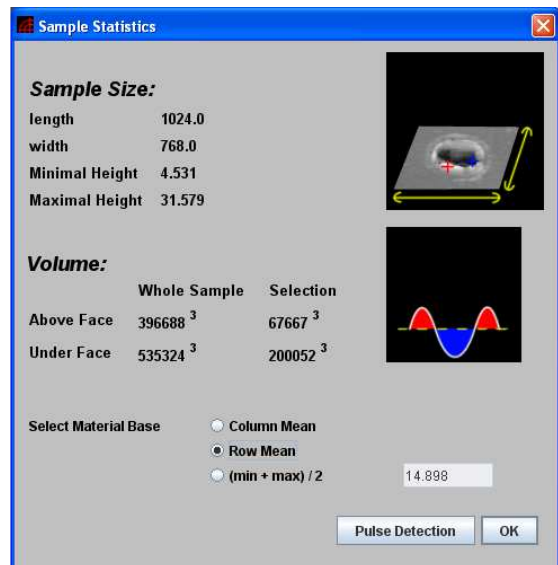 Sample Statistics
Sample Size:
length 1024.0
width 768.0
Minimal Height 4.531
Maximal Height 31.579
Volume:
Whole Sample Selection
Above Face 396688 ³ 67667 ³
Under Face 535324 ³ 200052 ³
Select Material Base Column Mean
Row Mean
(min + max) / 2 14.898
Pulse Detection OK